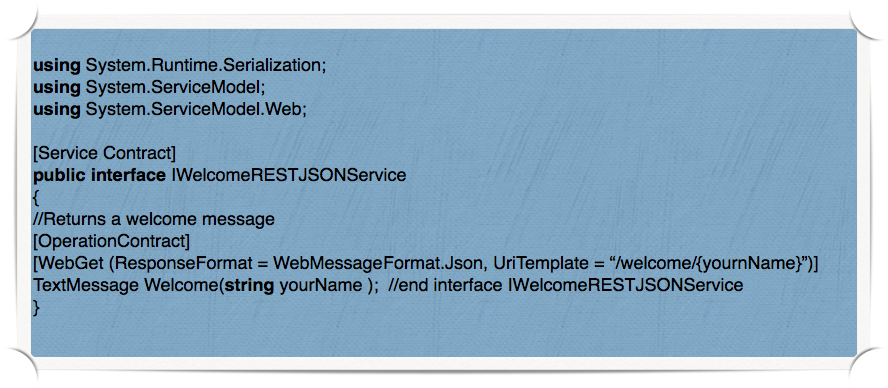 using System.Runtime.Serialization;
using System.ServiceModel;
using System.ServiceModel.Web;
[Service Contract]
public interface IWelcomeRESTJSONService
{
//Returns a welcome message
[OperationContract]
[WebGet (ResponseFormat = WebMessageFormat.Json, UriTemplate = “/welcome/{yournName}”)]
TextMessage Welcome(string yourName ); //end interface IWelcomeRESTJSONService
}